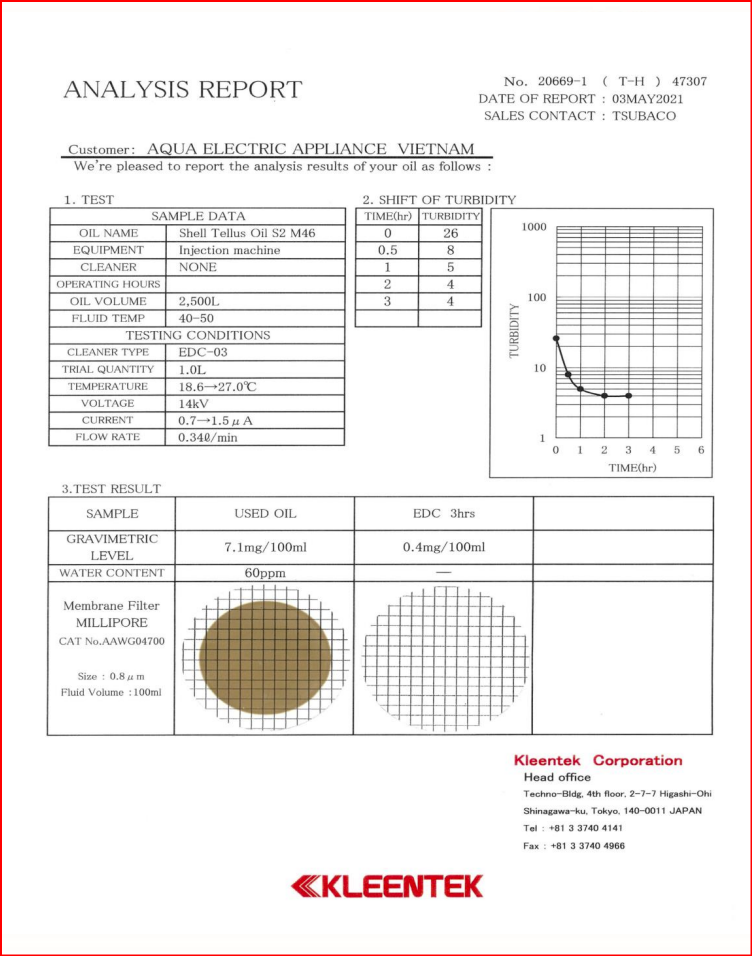 ANALYSIS REPORT
No. 20669-1 ( T-H ) 47307
DATE OF REPORT : 03MAY2021
SALES CONTACT : TSUBACO
Customer: AQUA ELECTRIC APPLIANCE VIETNAM
We're pleased to report the analysis results of your oil as follows :
1. TEST
SAMPLE DATA
OIL NAME Shell Tellus Oil S2 M46
EQUIPMENT Injection machine
CLEANER NONE
OPERATING HOURS
OIL VOLUME 2,500L
FLUID TEMP 40-50
TESTING CONDITIONS
CLEANER TYPE EDC-03
TRIAL QUANTITY 1.0L
TEMPERATURE 18.6→27.0℃
VOLTAGE 14kV
CURRENT 0.7→1.5μA
FLOW RATE 0.34ℓ/min
2. SHIFT OF TURBIDITY
TIME(hr) TURBIDITY
0 26
0.5 8
1 5
2 4
3 4
1000
100
10
1
TURBIDITY
0 1 2 3 4 5 6
TIME(hr)
3.TEST RESULT
SAMPLE USED OIL EDC 3hrs
GRAVIMETRIC LEVEL 7.1mg/100ml 0.4mg/100ml
WATER CONTENT 60ppm —
Membrane Filter
MILLIPORE
CAT No.AAWG04700
Size : 0.8μm
Fluid Volume :100ml
Kleentek Corporation
Head office
Techno-Bldg, 4th floor, 2-7-7 Higashi-Ohi
Shinagawa-ku, Tokyo, 140-0011 JAPAN
Tel : +81 3 3740 4141
Fax : +81 3 3740 4966
KLEENTEK